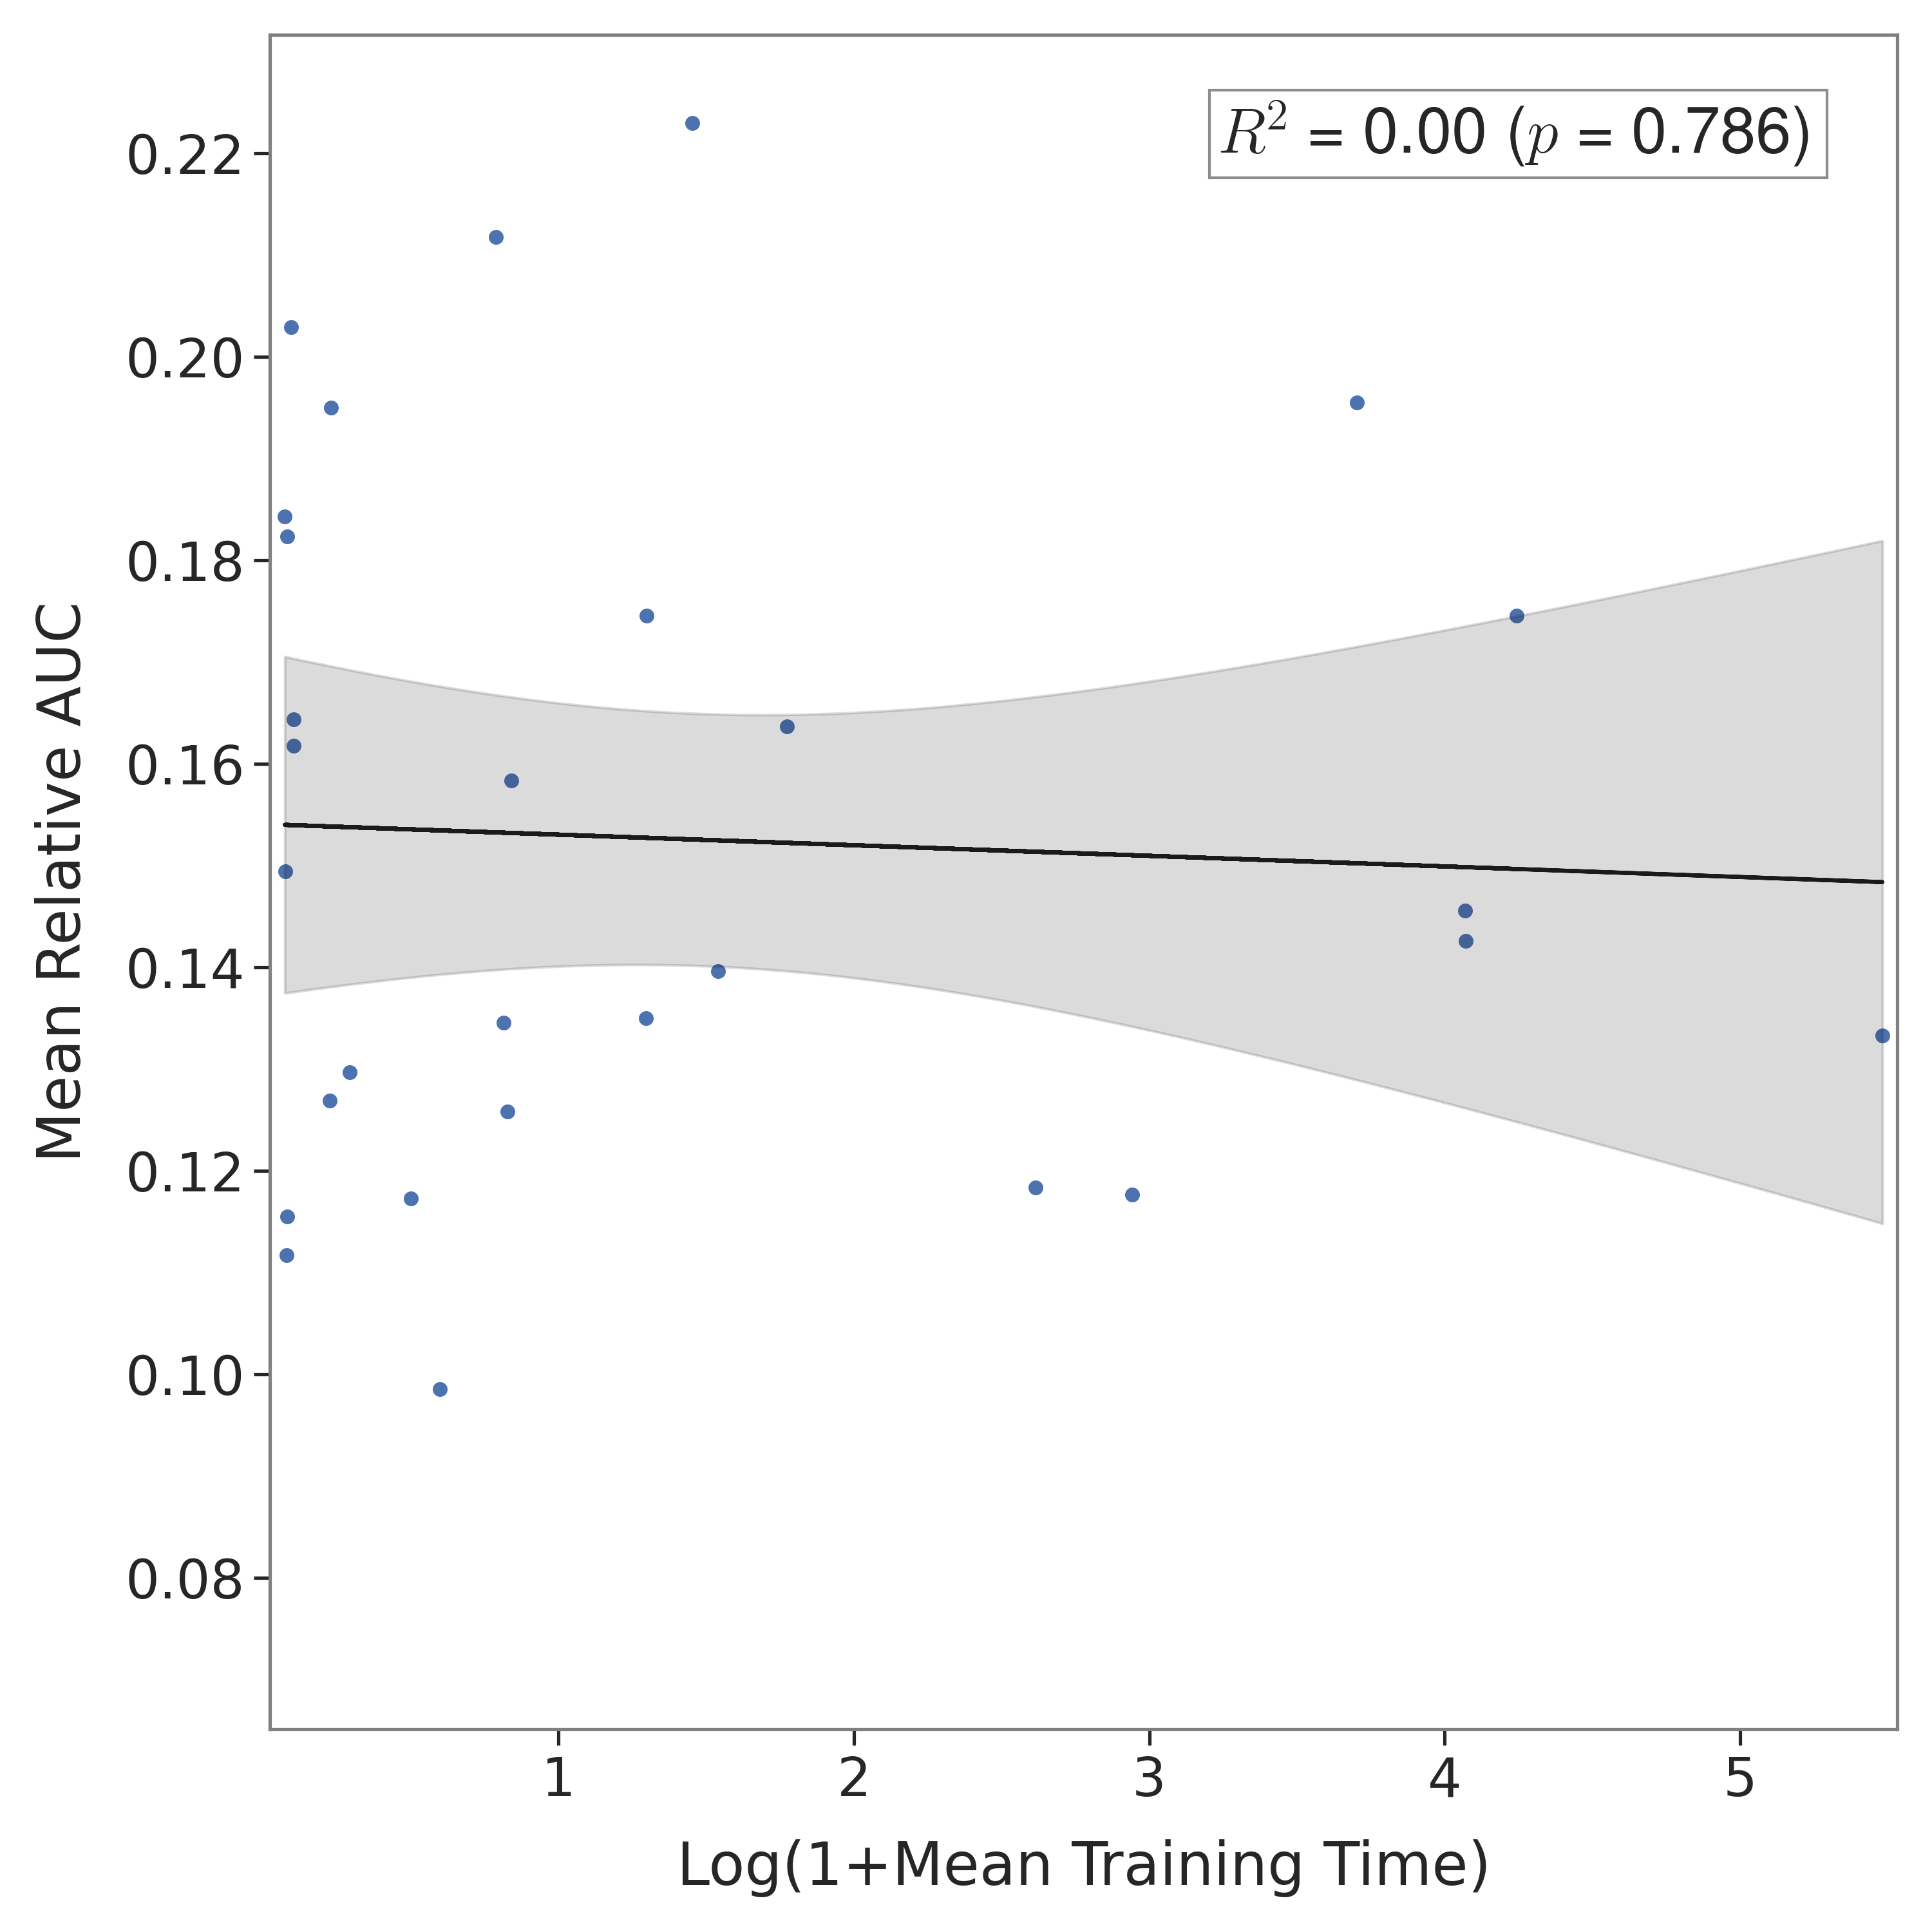 R² = 0.00 (p = 0.786)
0.22
0.20
0.18
0.16
0.14
0.12
0.10
0.08
Mean Relative AUC
1 2 3 4 5
Log(1+Mean Training Time)